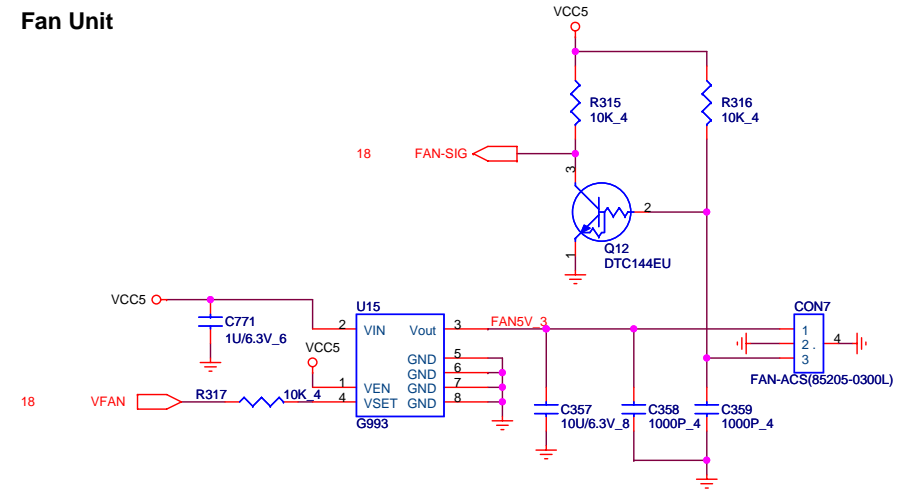 Fan Unit
VCC5
R315
10K_4
R316
10K_4
18 FAN-SIG
3
2
1
Q12
DTC144EU
VCC5
C771
1U/6.3V_6
U15
2 VIN Vout 3 FAN5V_3
VCC5
GND 5
GND 6
1 VEN GND 7
4 VSET GND 8
G993
18 VFAN R317 10K_4
CON7
1
2 . 4
3
FAN-ACS(85205-0300L)
C357
10U/6.3V_8
C358
1000P_4
C359
1000P_4